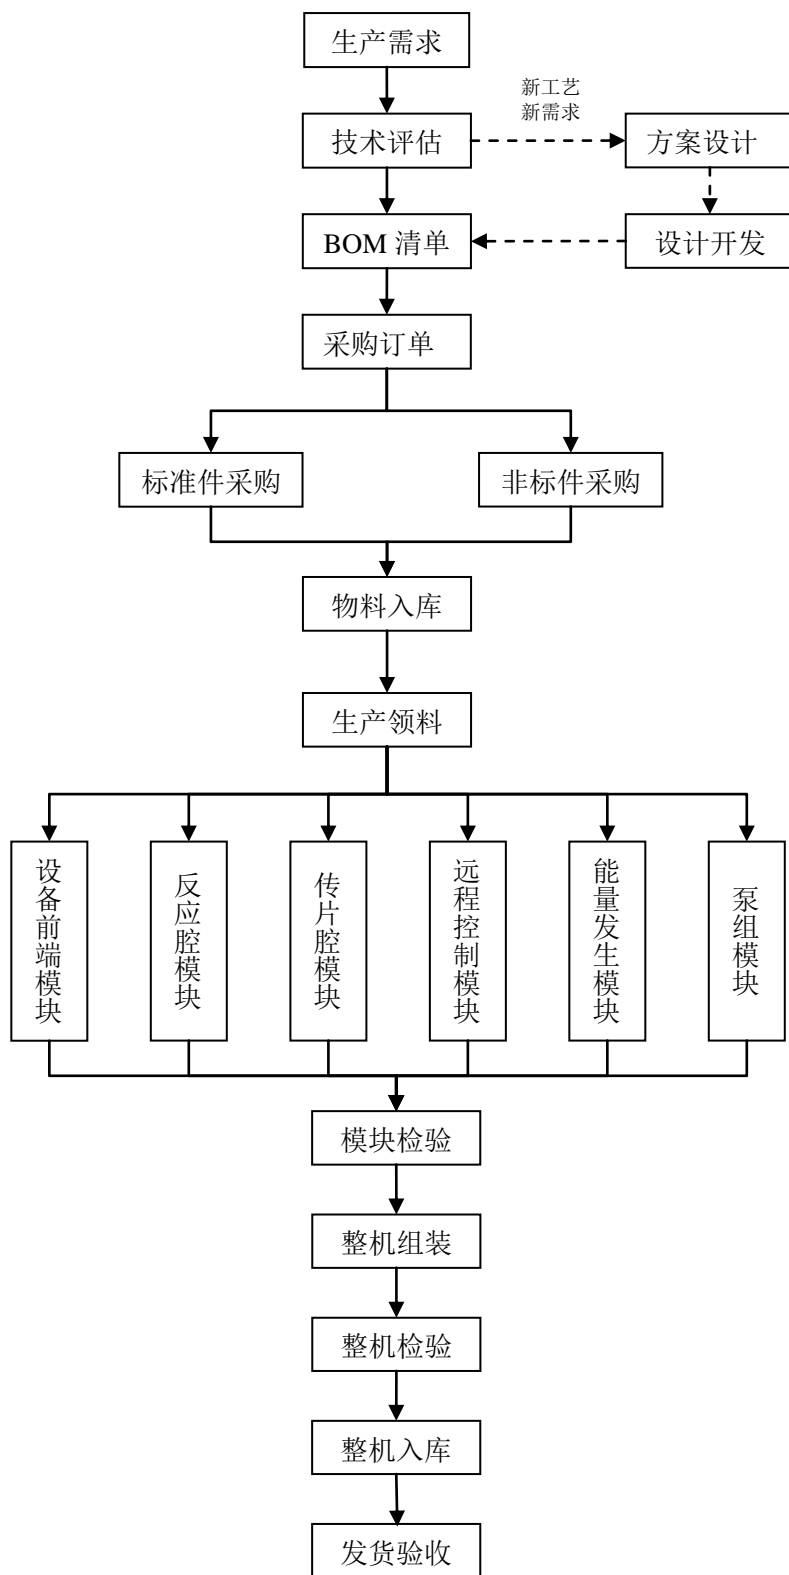 生产需求
新工艺
新需求
技术评估
方案设计
BOM 清单
设计开发
采购订单
标准件采购
非标件采购
物料入库
生产领料
设备前端模块
反应腔模块
传片腔模块
远程控制模块
能量发生模块
泵组模块
模块检验
整机组装
整机检验
整机入库
发货验收